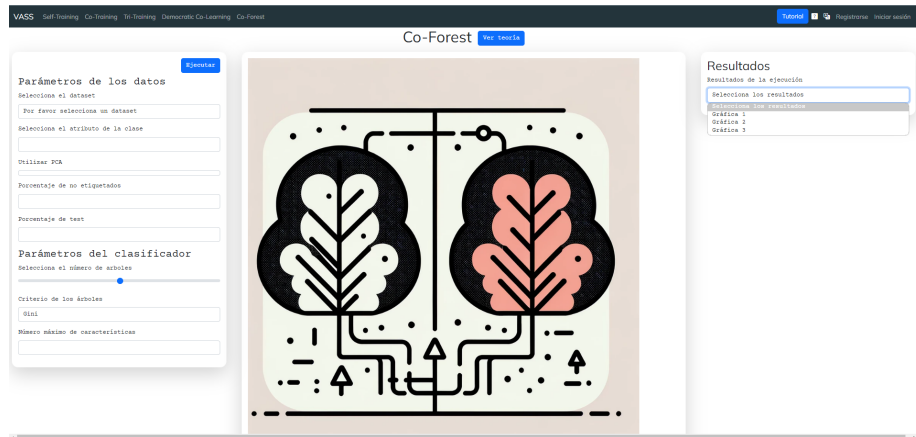 VASS Self-Training Co-Training Tri-Training Democratic Co-Learning Co-Forest Tutorial Registrarse Iniciar sesión
Co-Forest Ver teoría
Ejecutar
Parámetros de los datos
Selecciona el dataset
Por favor selecciona un dataset
Selecciona el atributo de la clase
Utilizar PCA
Porcentaje de no etiquetados
Porcentaje de test
Parámetros del clasificador
Selecciona el número de arboles
Criterio de los árboles
Gini
Número máximo de características
Resultados
Resultados de la ejecución
Selecciona los resultados
Selecciona los resultados
Gráfica 1
Gráfica 2
Gráfica 3